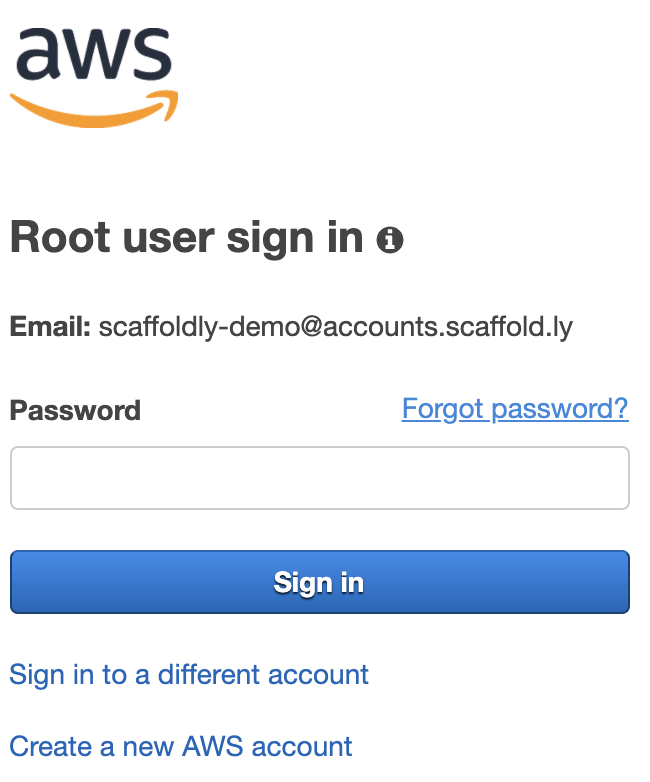 aws
Root user sign in
Email: scaffoldly-demo@accounts.scaffold.ly
Password Forgot password?
Sign in
Sign in to a different account
Create a new AWS account